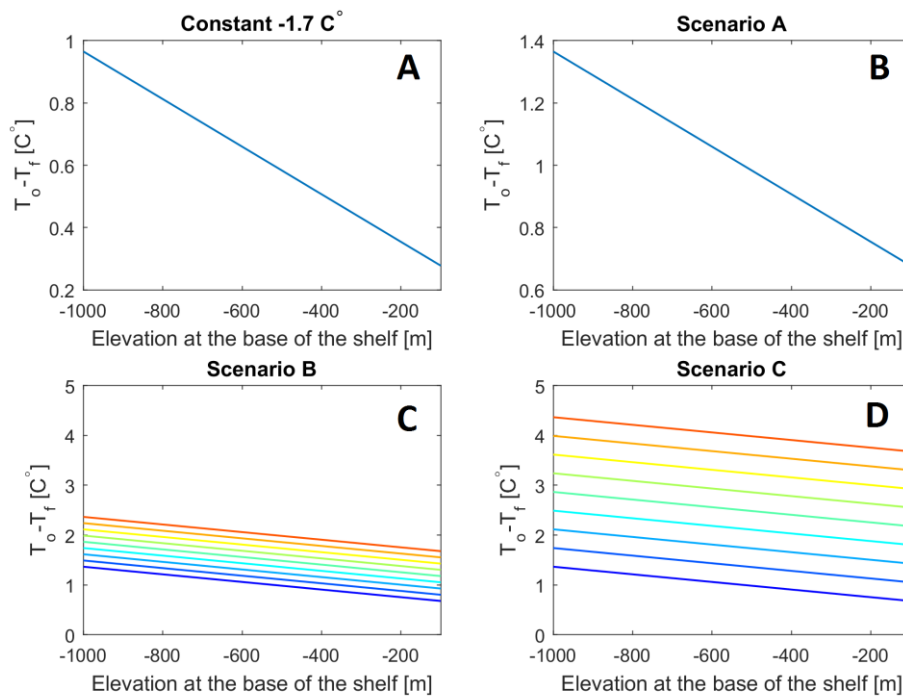 Constant -1.7 C°
A
1
0.8
0.6
0.4
0.2
T_o-T_f [C°]
-1000 -800 -600 -400 -200
Elevation at the base of the shelf [m]
Scenario A
B
1.4
1.2
1
0.8
0.6
T_o-T_f [C°]
-1000 -800 -600 -400 -200
Elevation at the base of the shelf [m]
Scenario B
C
5
4
3
2
1
0
T_o-T_f [C°]
-1000 -800 -600 -400 -200
Elevation at the base of the shelf [m]
Scenario C
D
5
4
3
2
1
0
T_o-T_f [C°]
-1000 -800 -600 -400 -200
Elevation at the base of the shelf [m]